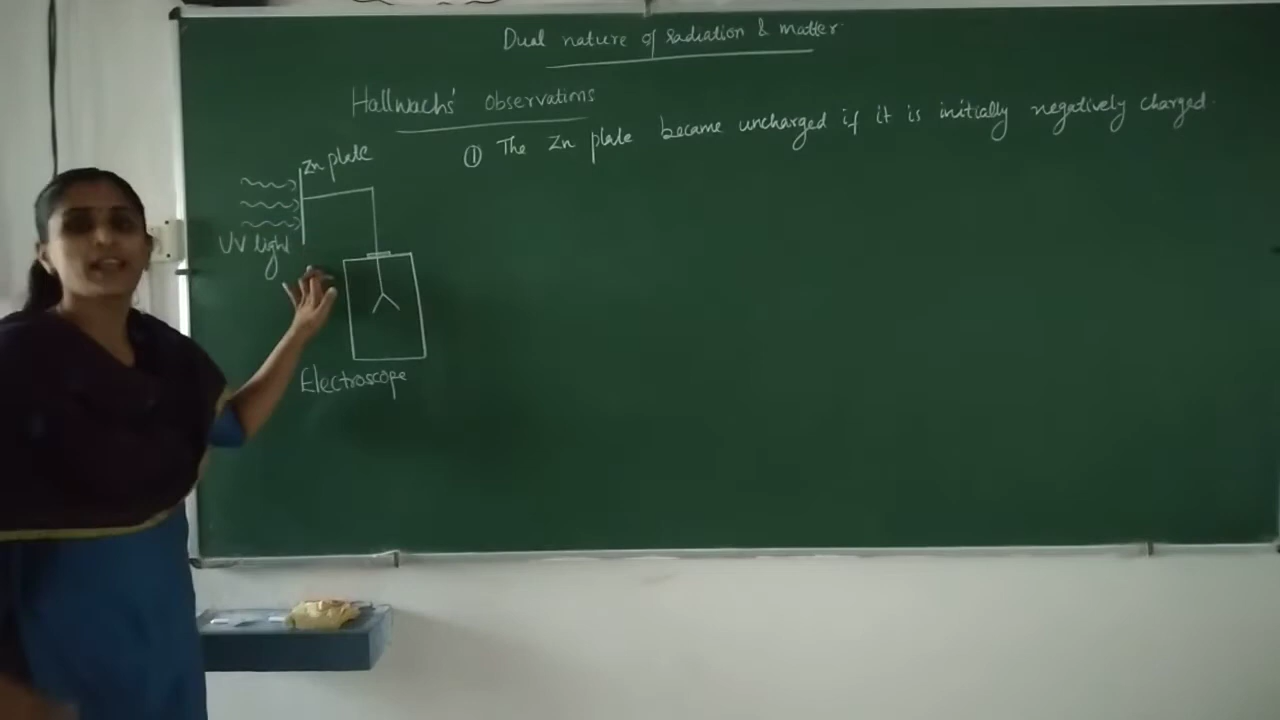 Dual nature of radiation & matter
Hallwachs' observations
① The Zn plate became uncharged if it is initially negatively charged.
Zn plate
UV light
Electroscope